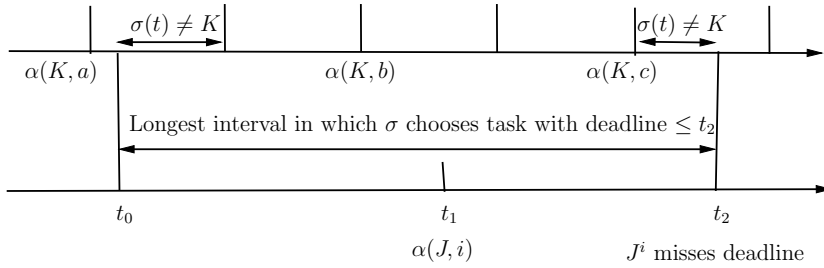 σ(t) ≠ K σ(t) ≠ K
α(K, a) α(K, b) α(K, c)
Longest interval in which σ chooses task with deadline ≤ t₂
t₀ t₁ t₂
α(J, i) Jⁱ misses deadline